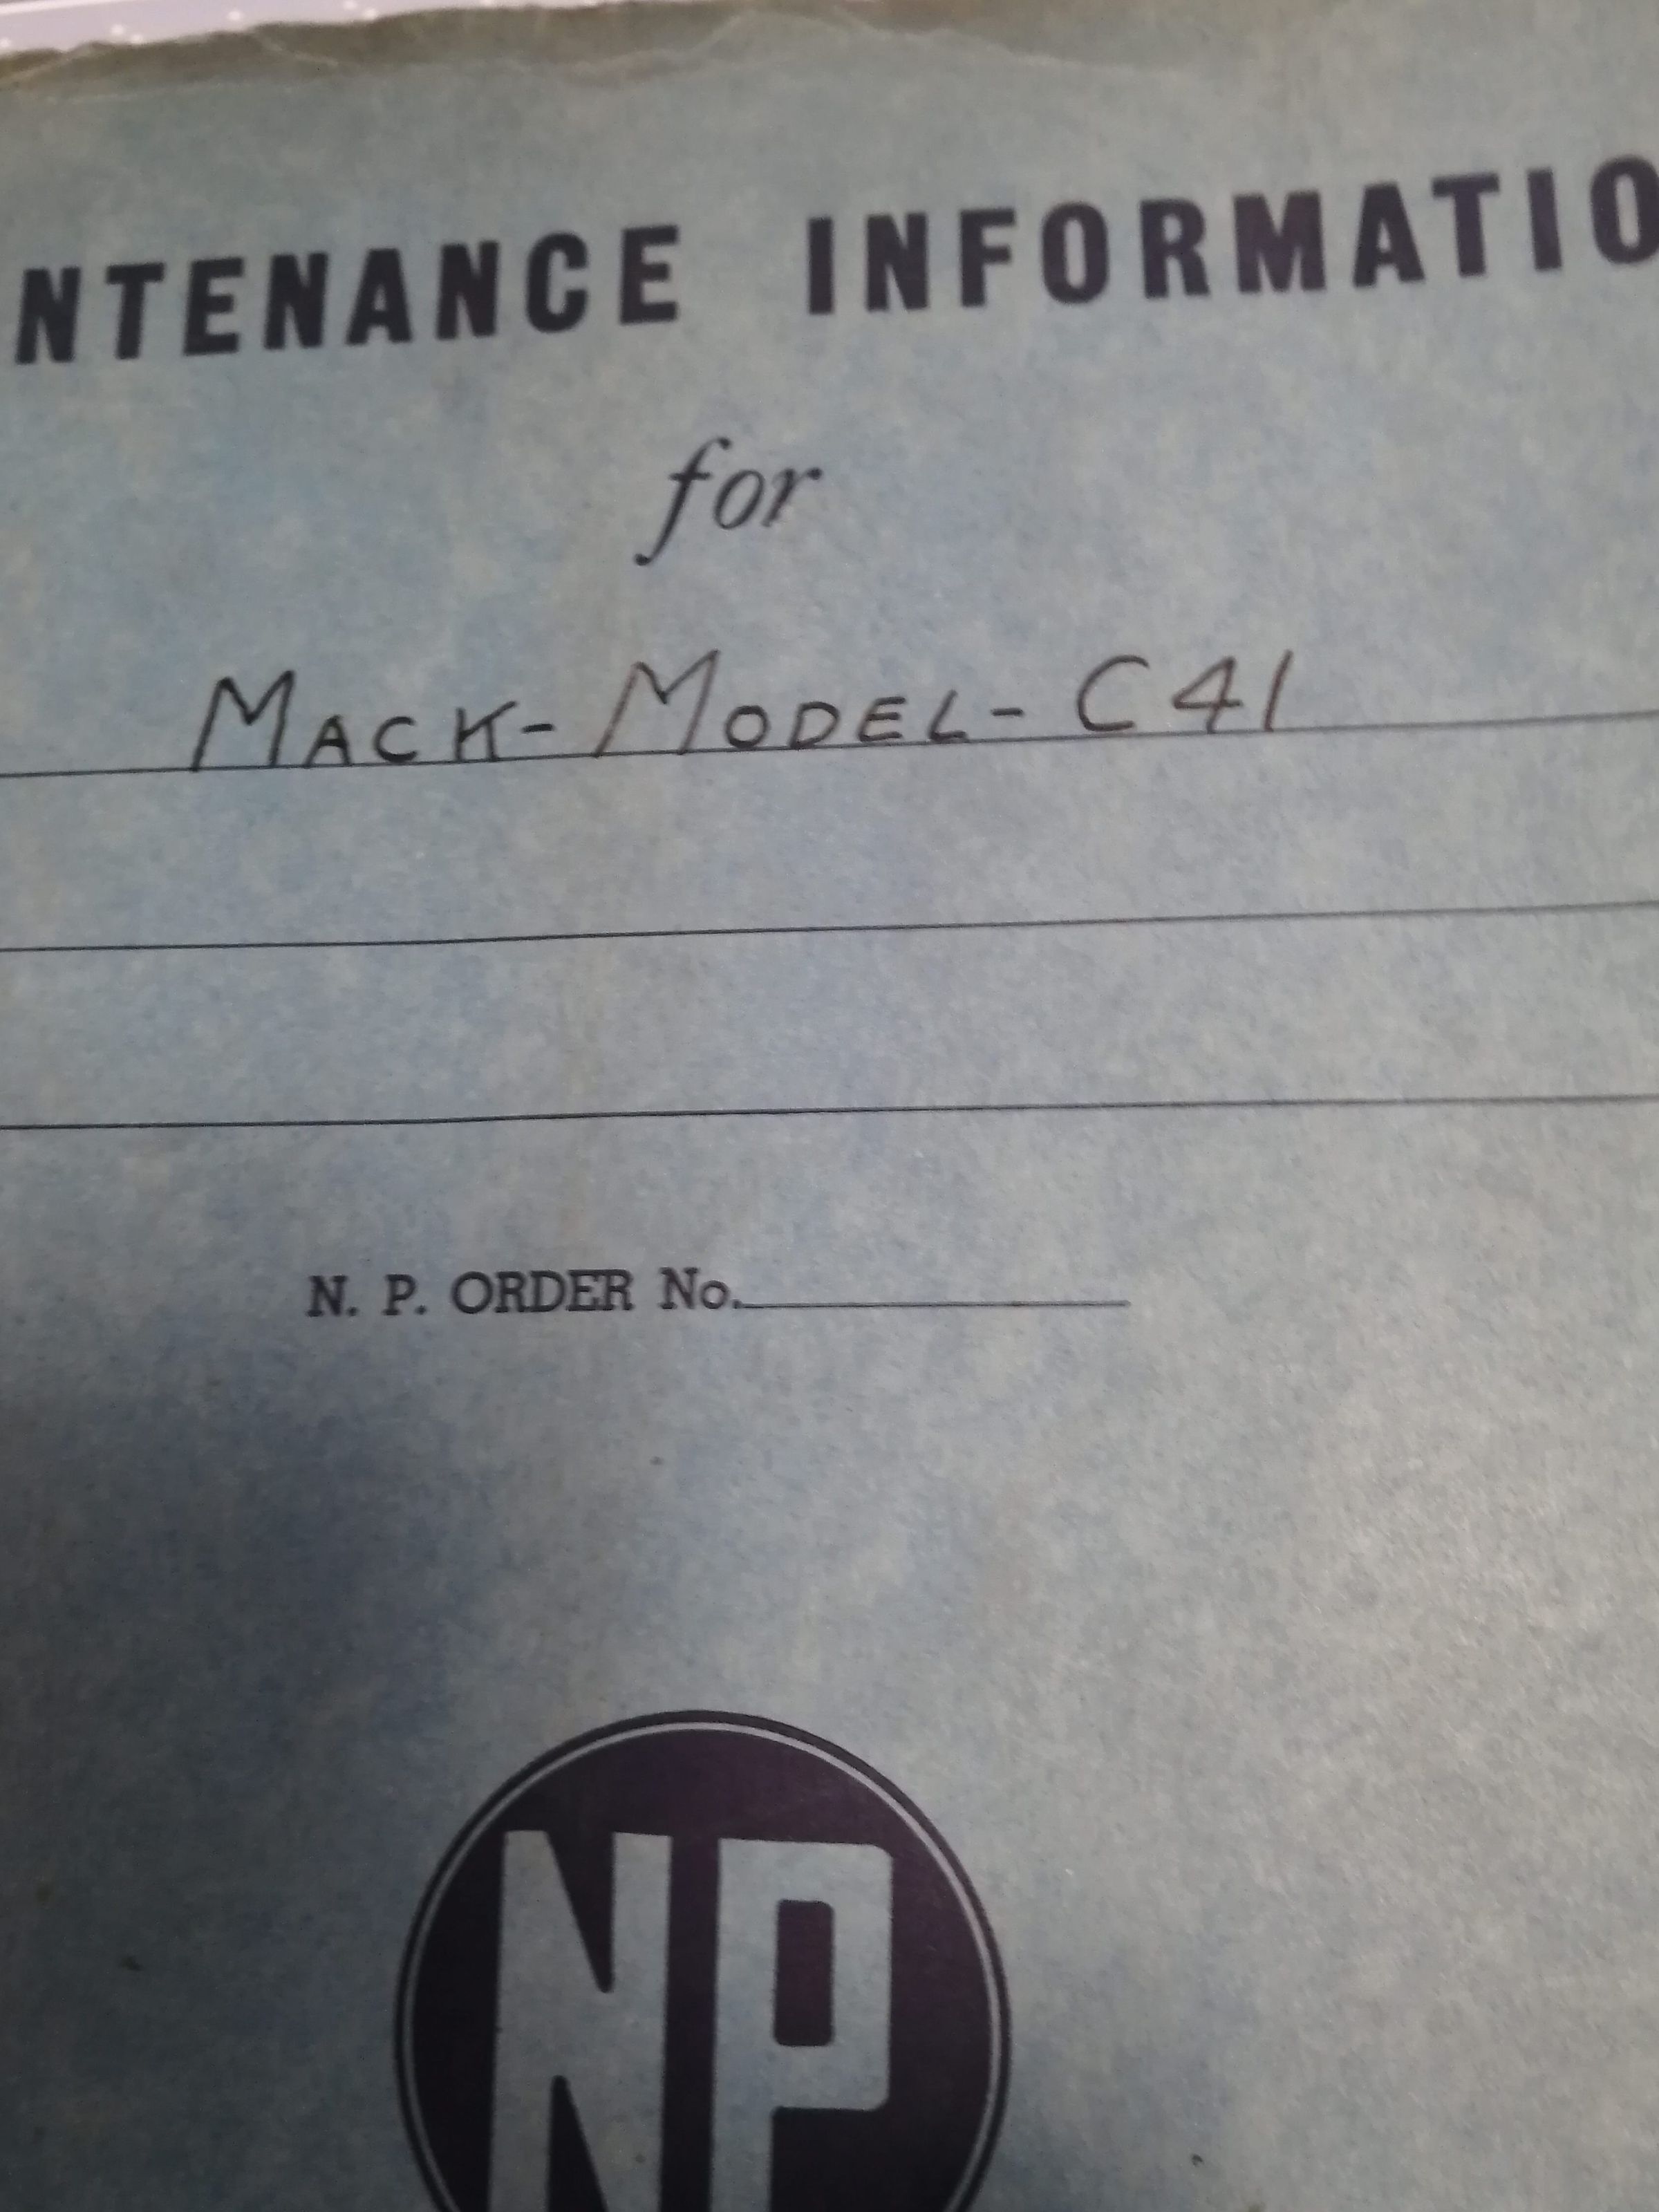 NTENANCE INFORMATIO
for
MACK-MODEL-C41
N. P. ORDER No.
NP